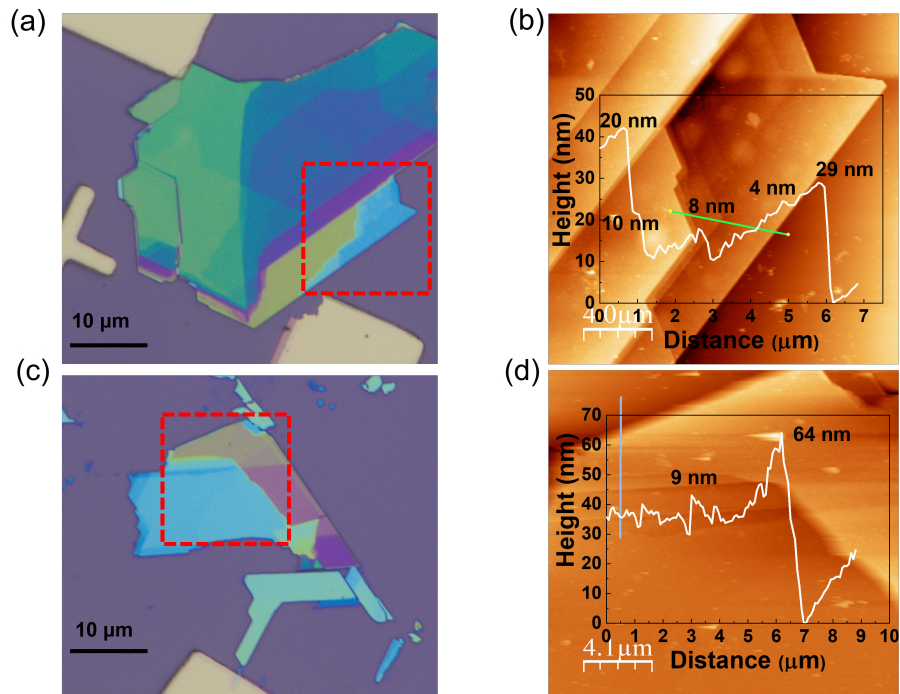 (a)
10 μm
(b)
50
40
30
20
10
0
Height (nm)
20 nm
10 nm
8 nm
4 nm
29 nm
4.0μm
0 1 2 3 4 5 6 7
Distance (μm)
(c)
10 μm
(d)
70
60
50
40
30
20
10
0
Height (nm)
9 nm
64 nm
4.1μm
0 1 2 3 4 5 6 7 8 9 10
Distance (μm)